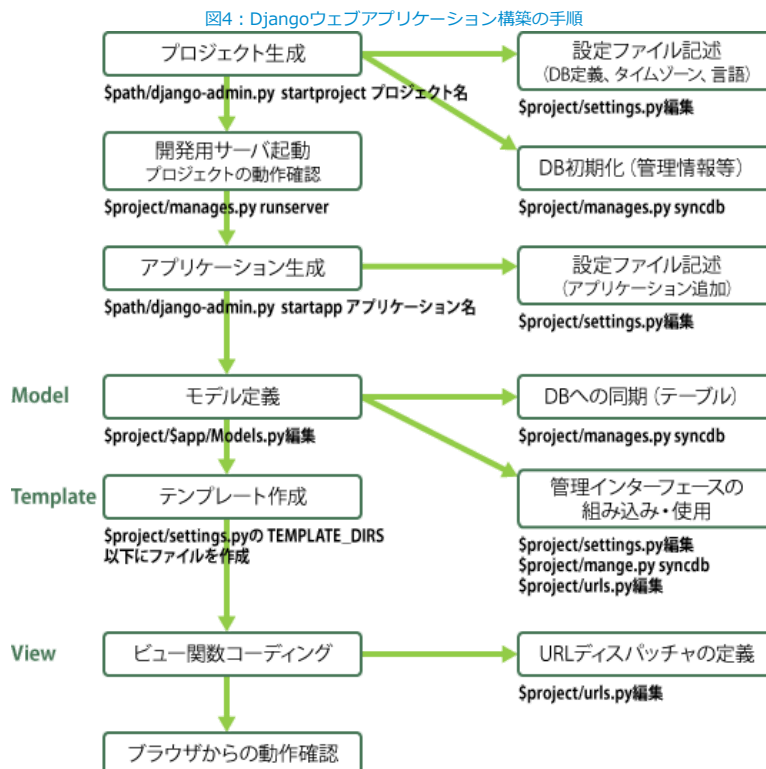 図4：Djangoウェブアプリケーション構築の手順
プロジェクト生成
$path/django-admin.py startproject プロジェクト名
設定ファイル記述
（DB定義、タイムゾーン、言語）
$project/settings.py編集
開発用サーバ起動
プロジェクトの動作確認
$project/manages.py runserver
DB初期化（管理情報等）
$project/manages.py syncdb
アプリケーション生成
$path/django-admin.py startapp アプリケーション名
設定ファイル記述
（アプリケーション追加）
$project/settings.py編集
Model
モデル定義
$project/$app/Models.py編集
DBへの同期（テーブル）
$project/manages.py syncdb
Template
テンプレート作成
$project/settings.pyの TEMPLATE_DIRS
以下にファイルを作成
管理インターフェースの
組み込み・使用
$project/settings.py編集
$project/mange.py syncdb
$project/urls.py編集
View
ビュー関数コーディング
URLディスパッチャの定義
$project/urls.py編集
ブラウザからの動作確認